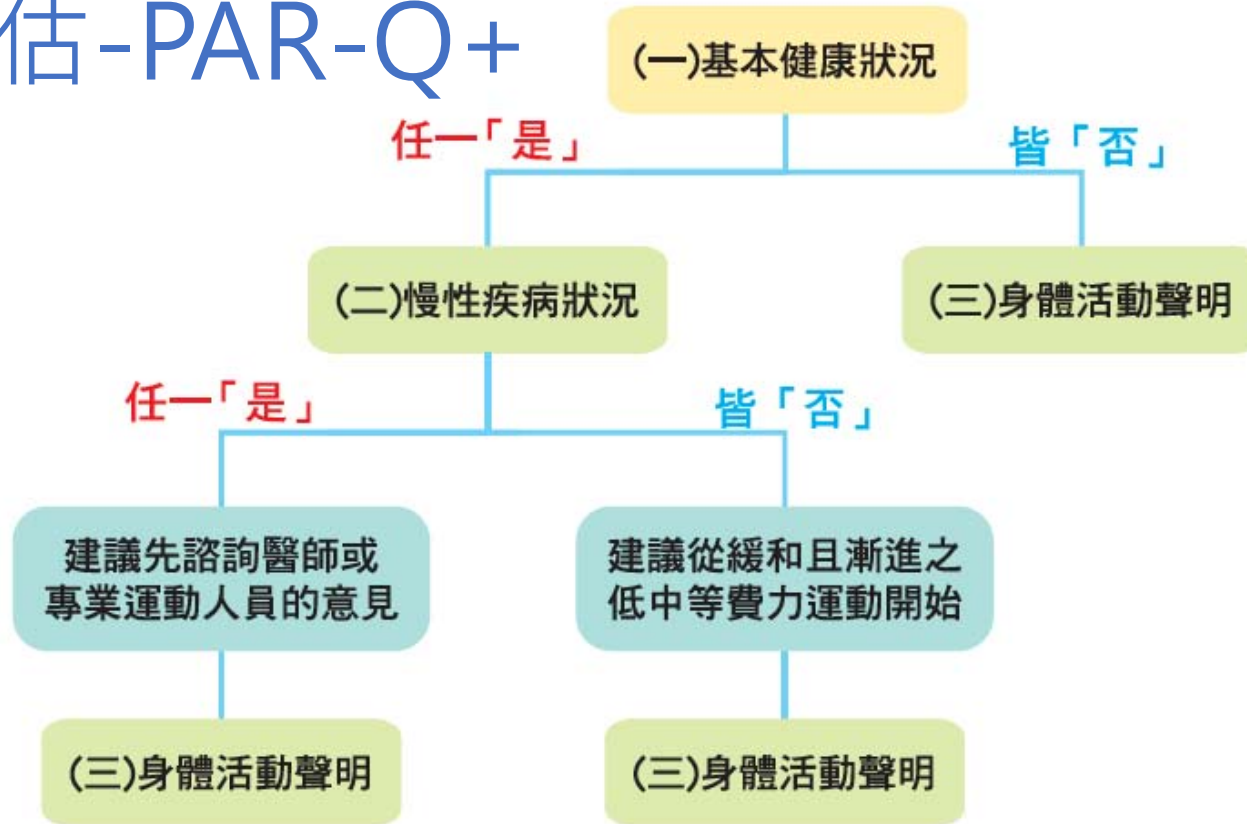 估-PAR-Q+
(一)基本健康狀況
任一「是」
皆「否」
(二)慢性疾病狀況
(三)身體活動聲明
任一「是」
皆「否」
建議先諮詢醫師或
專業運動人員的意見
建議從緩和且漸進之
低中等費力運動開始
(三)身體活動聲明
(三)身體活動聲明